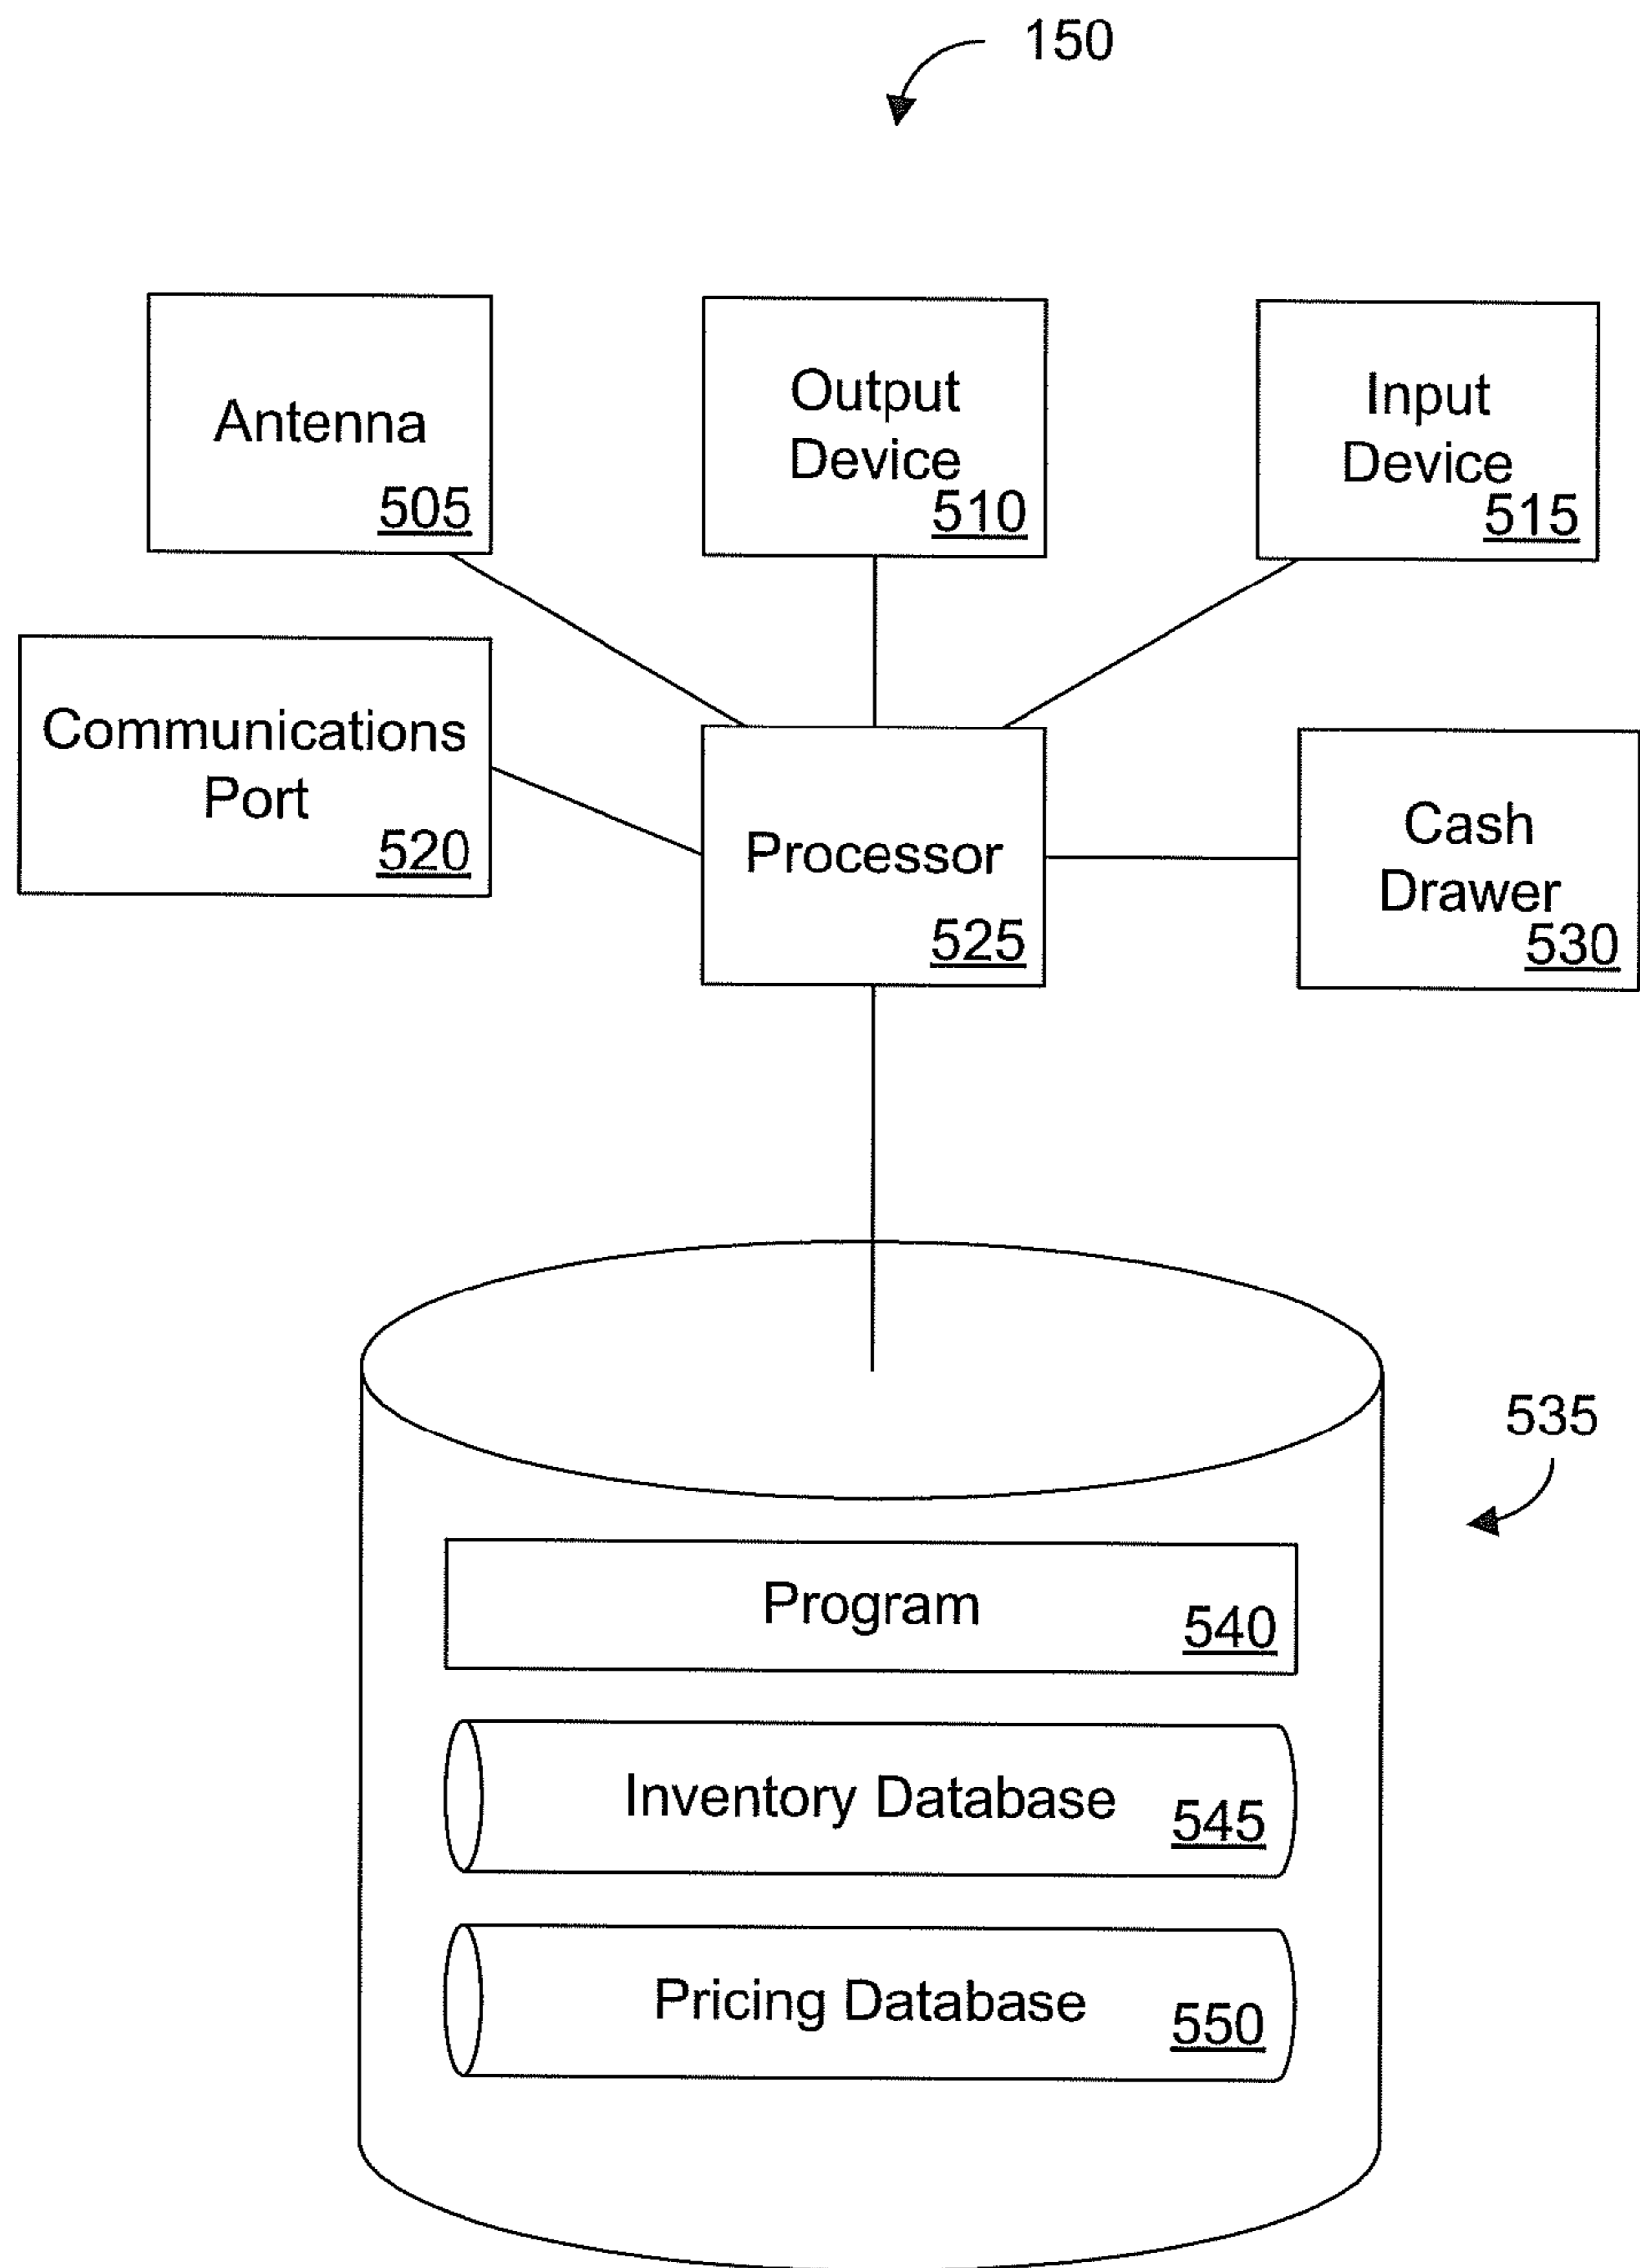 150
Antenna
505
Output
Device
510
Input
Device
515
Communications
Port
520
Processor
525
Cash
Drawer
530
535
Program
540
Inventory Database
545
Pricing Database
550